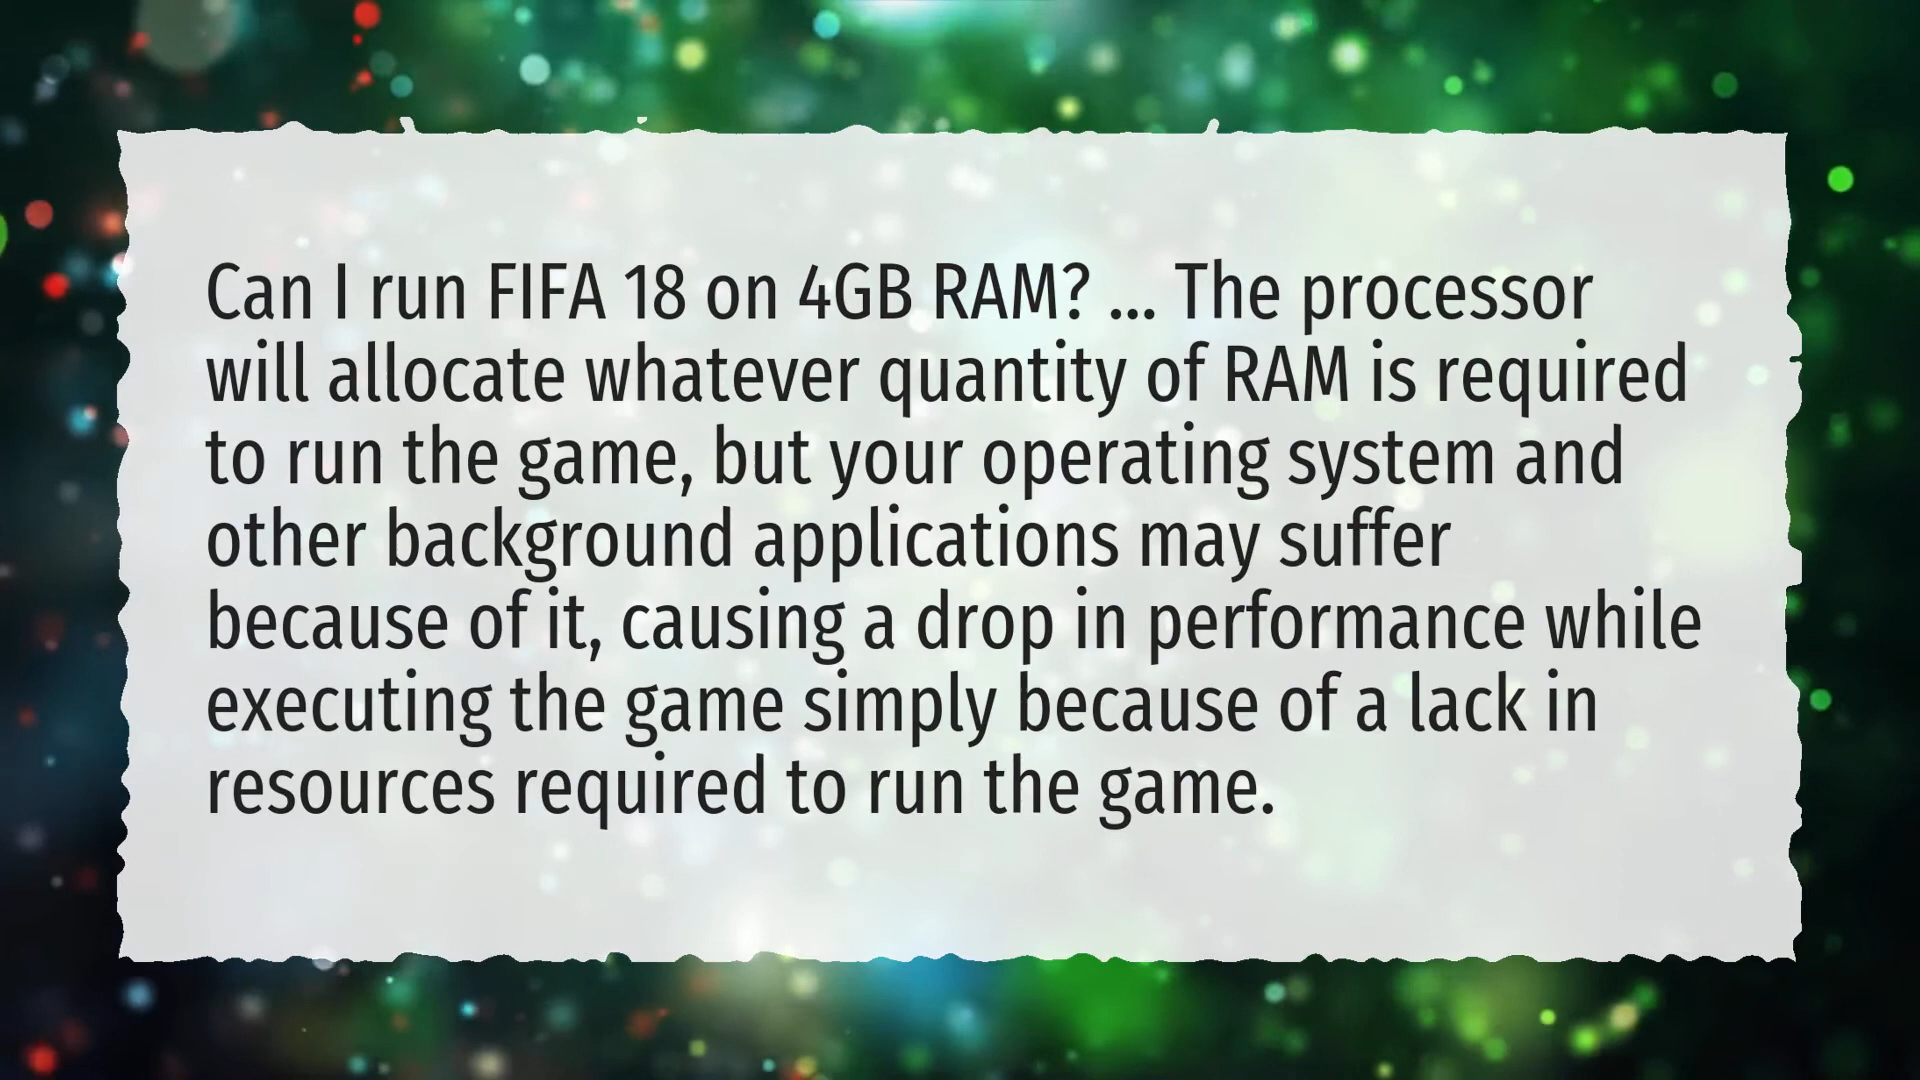 Can I run FIFA 18 on 4GB RAM? ... The processor
will allocate whatever quantity of RAM is required
to run the game, but your operating system and
other background applications may suffer
because of it, causing a drop in performance while
executing the game simply because of a lack in
resources required to run the game.